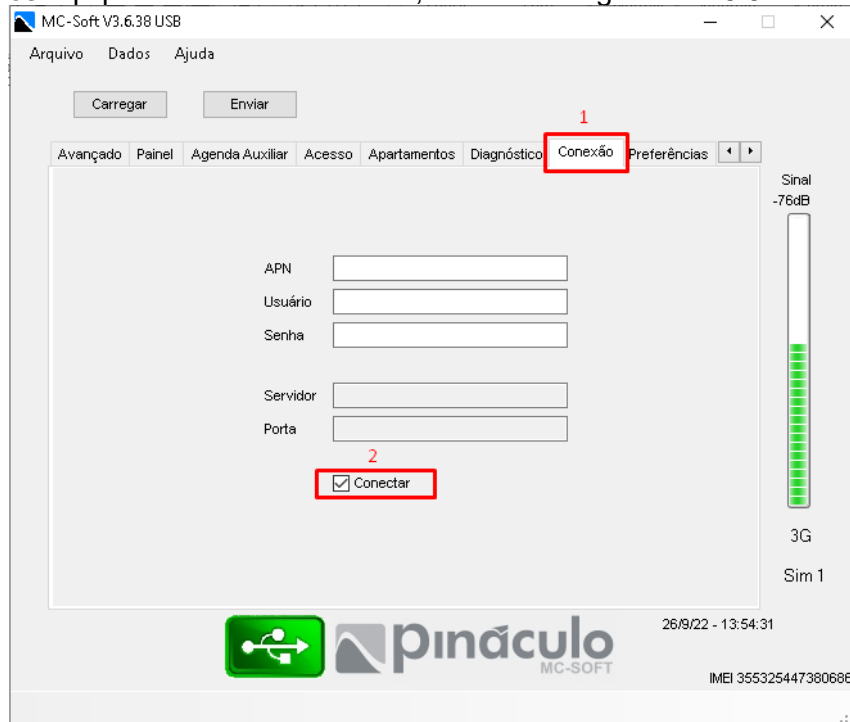 MC-Soft V3.6.38 USB
Arquivo Dados Ajuda
Carregar Enviar
1
Avançado Painel Agenda Auxiliar Acesso Apartamentos Diagnóstico Conexão Preferências
Sinal
-76dB
APN
Usuário
Senha
Servidor
Porta
2
Conectar
3G
Sim 1
26/9/22 - 13:54:31
pináculo
MC-SOFT
IMEI 355325447380686